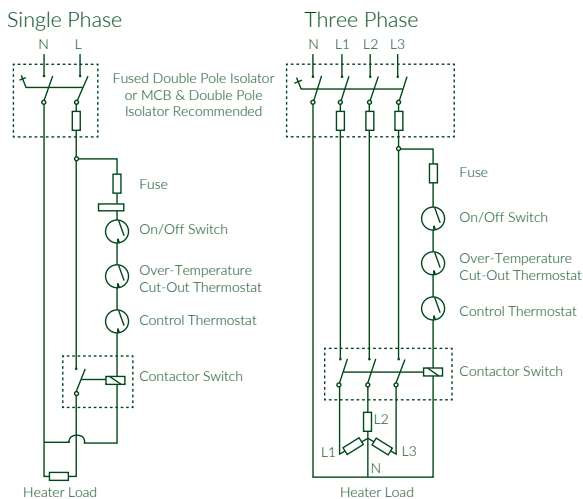 Single Phase
N L
Fused Double Pole Isolator
or MCB & Double Pole
Isolator Recommended
Fuse
On/Off Switch
Over-Temperature
Cut-Out Thermostat
Control Thermostat
Contactor Switch
Heater Load
Three Phase
N L1 L2 L3
Fuse
On/Off Switch
Over-Temperature
Cut-Out Thermostat
Control Thermostat
Contactor Switch
L2
L1 L3
N
Heater Load